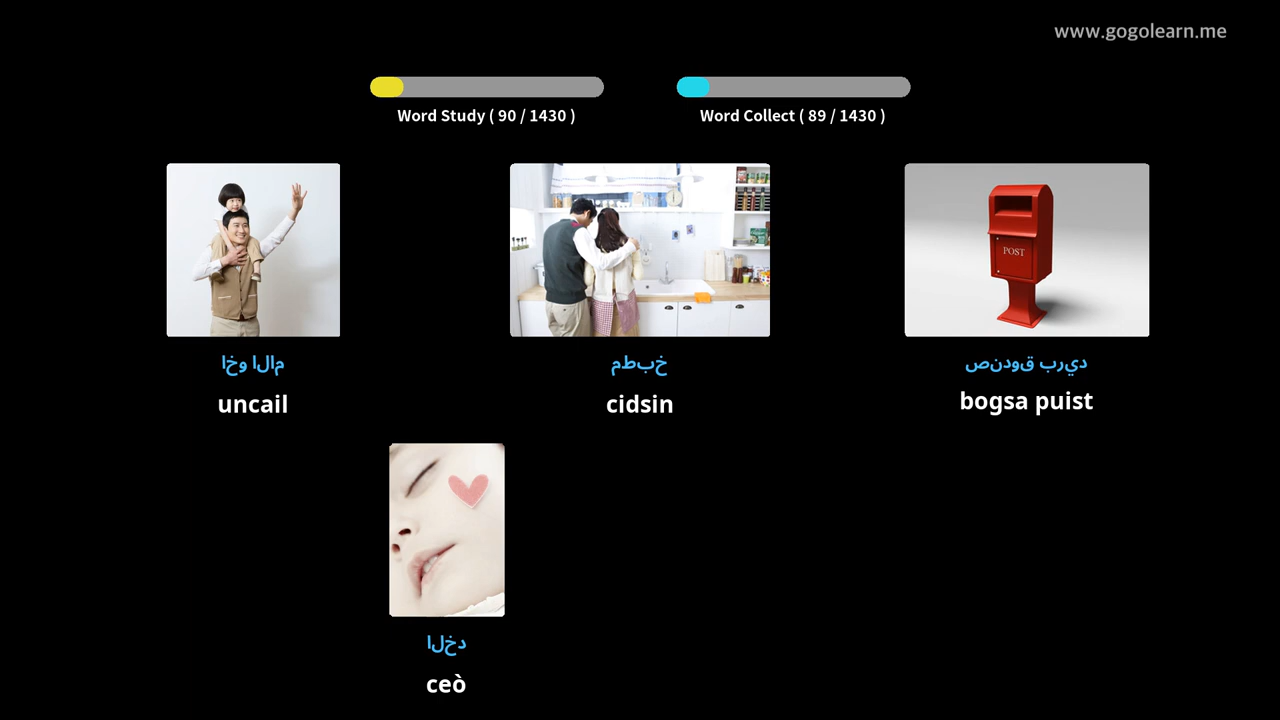 www.gogolearn.me
Word Study ( 90 / 1430 )
Word Collect ( 89 / 1430 )
اخو الام
uncail
مطبخ
cidsin
صندوق بريد
bogsa puist
POST
الخد
ceò